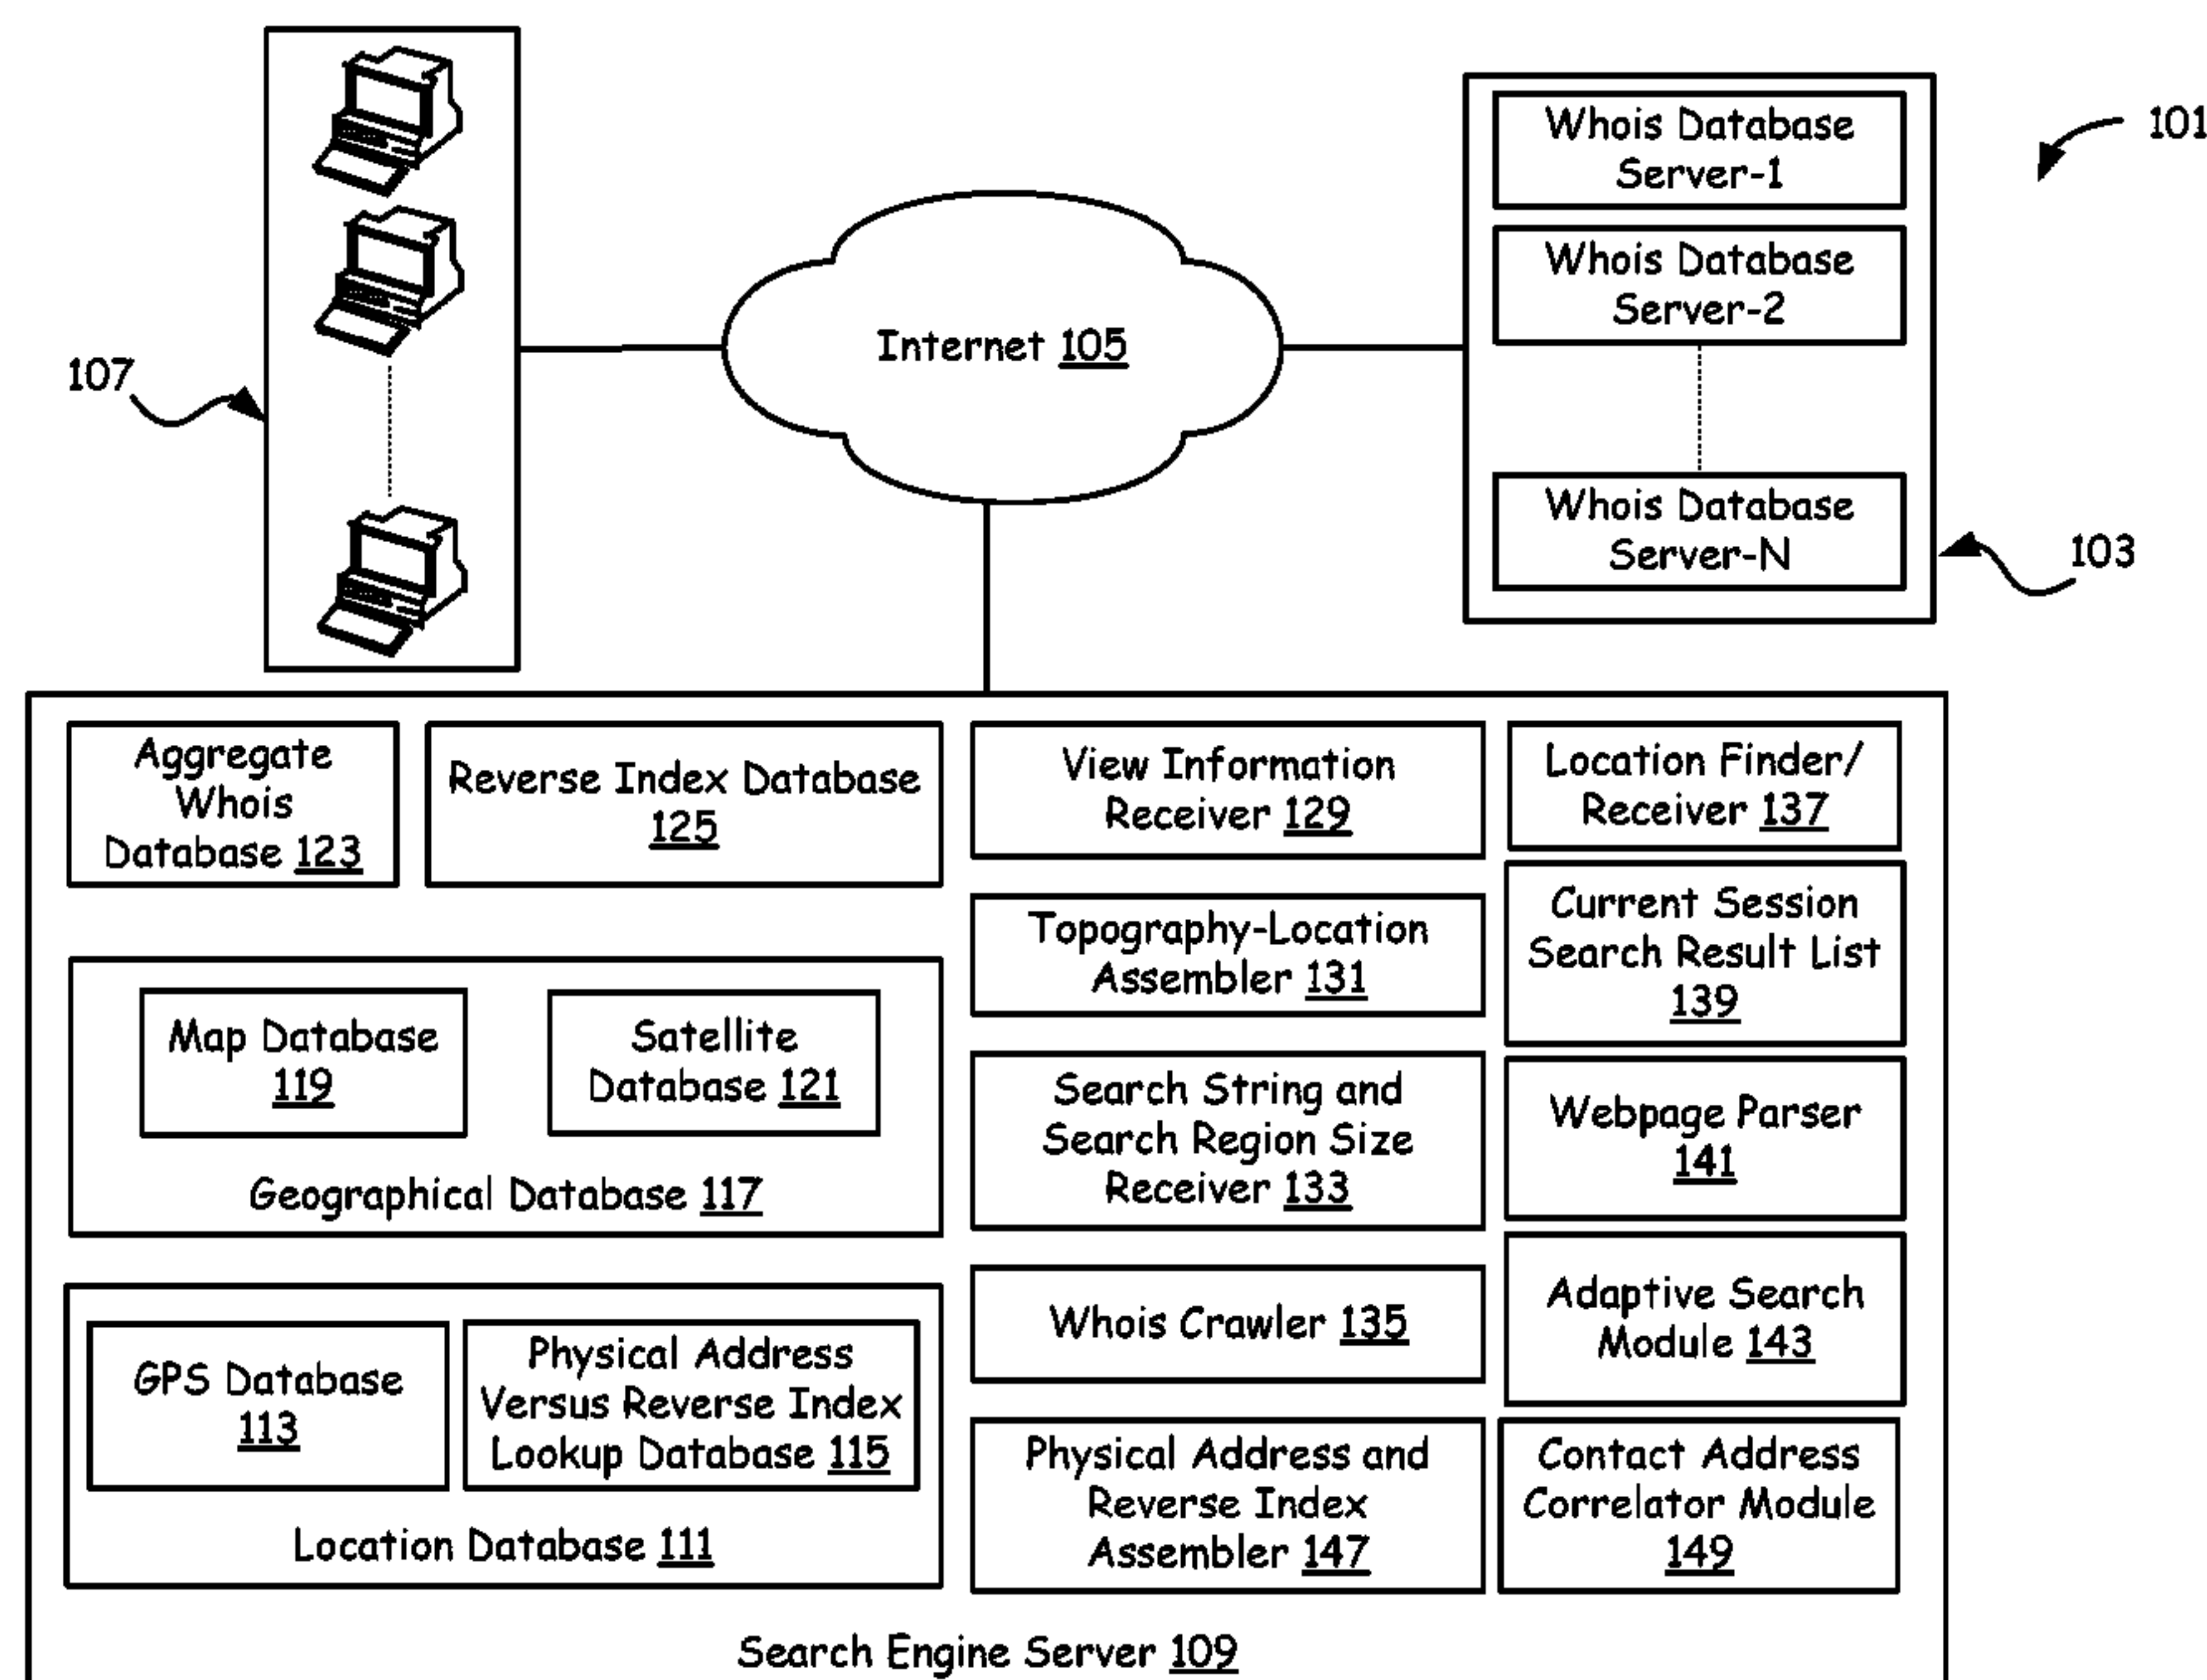 Whois Database
Server-1
101
Whois Database
Server-2
Internet 105
107
Whois Database
Server-N
103
Aggregate
Whois
Database 123
Reverse Index Database
125
View Information
Receiver 129
Location Finder/
Receiver 137
Topography-Location
Assembler 131
Current Session
Search Result List
139
Map Database
119
Satellite
Database 121
Geographical Database 117
Search String and
Search Region Size
Receiver 133
Webpage Parser
141
GPS Database
113
Physical Address
Versus Reverse Index
Lookup Database 115
Location Database 111
Whois Crawler 135
Adaptive Search
Module 143
Physical Address and
Reverse Index
Assembler 147
Contact Address
Correlator Module
149
Search Engine Server 109